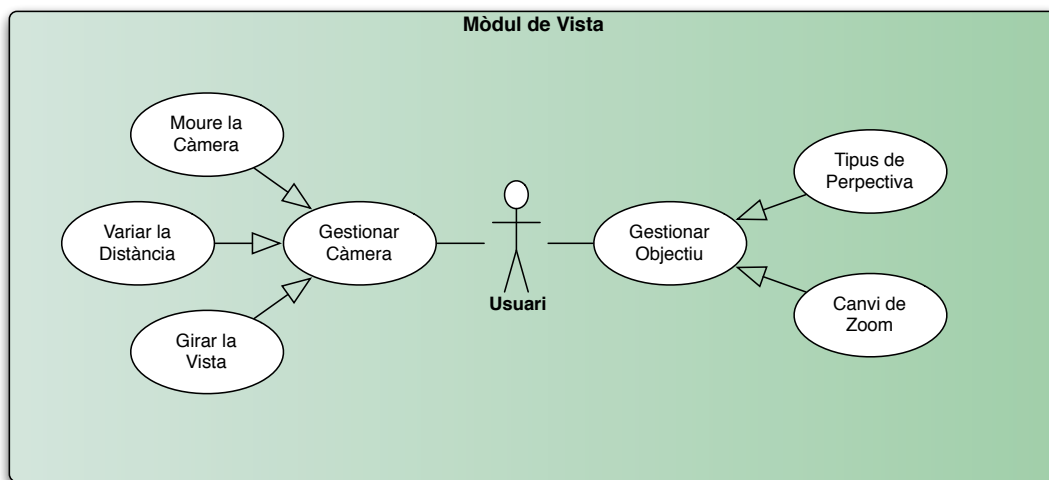 Mòdul de Vista
Moure la
Càmera
Variar la
Distància
Girar la
Vista
Gestionar
Càmera
Usuari
Gestionar
Objectiu
Tipus de
Perpectiva
Canvi de
Zoom